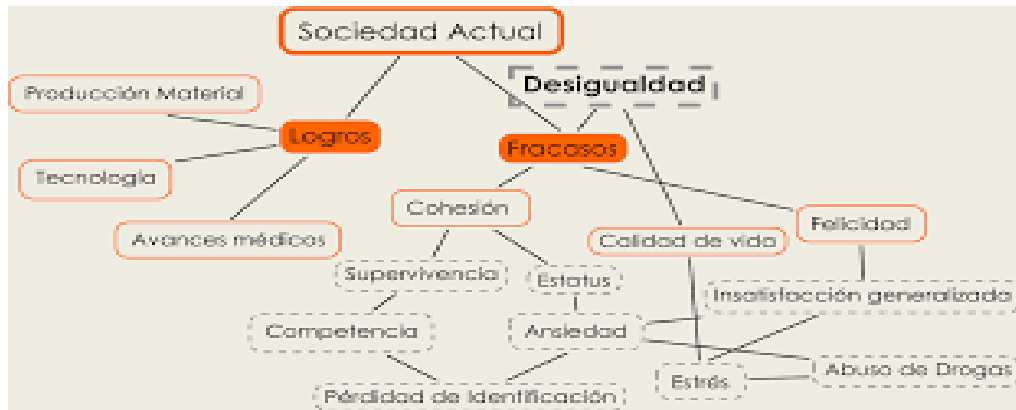 Sociedad Actual
Desigualdad
Producción Material
Logros
Fracasos
Tecnología
Cohesión
Felicidad
Avances médicos
Calidad de vida
Supervivencia
Estatus
Insatisfacción generalizada
Competencia
Ansiedad
Abuso de Drogas
Estrés
Pérdida de Identificación